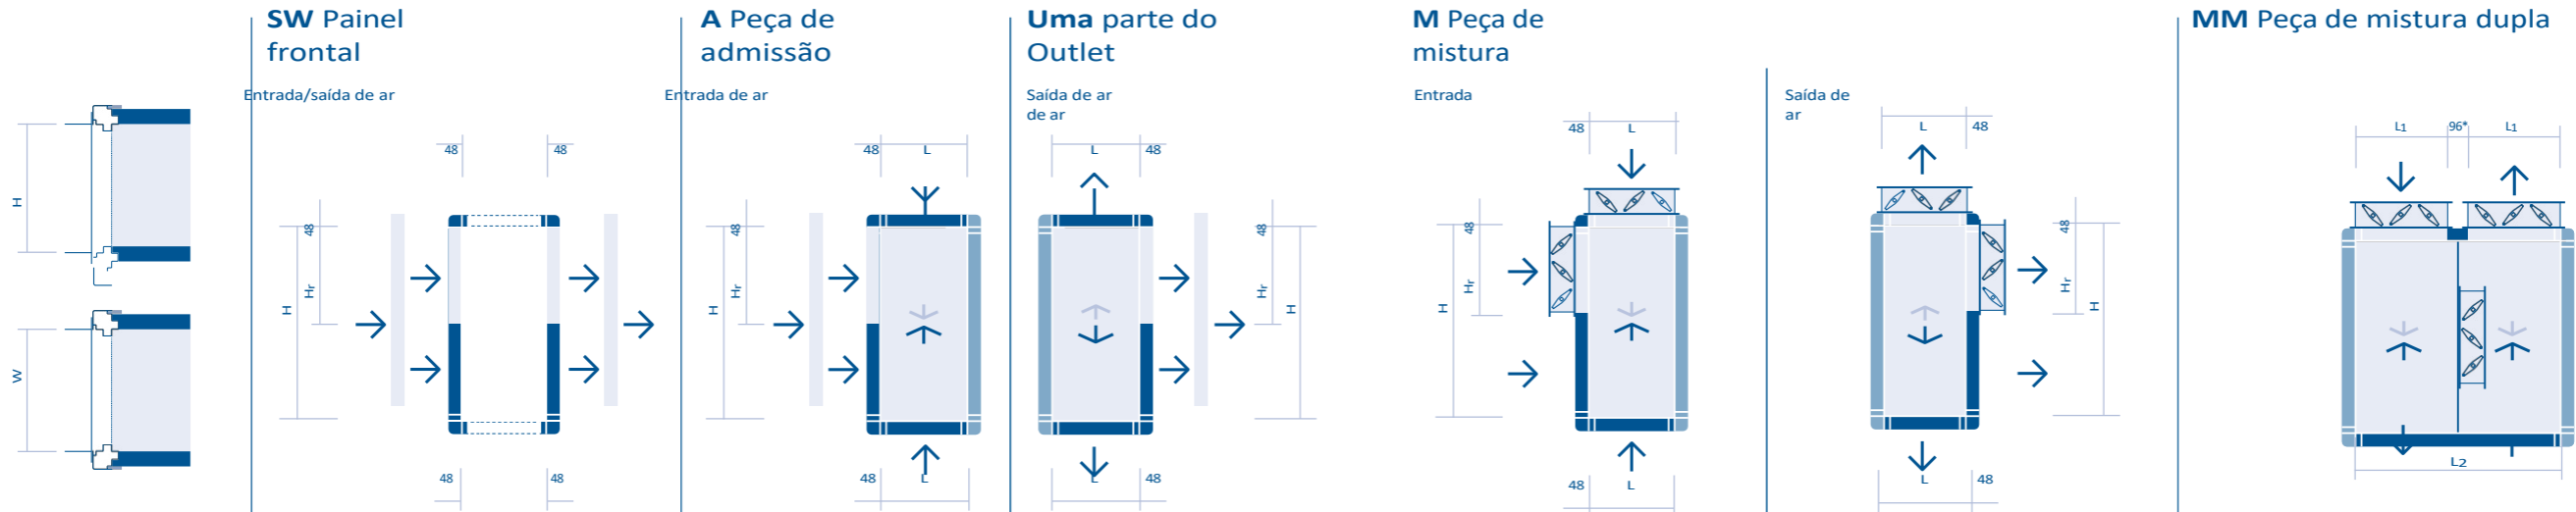 SW Painel
frontal
Entrada/saída de ar
A Peça de
admissão
Entrada de ar
Uma parte do
Outlet
Saída de ar
de ar
M Peça de
mistura
Entrada
Saída de
ar
MM Peça de mistura dupla
H
W
48
48
48
H
Hr
48
48
48
L
48
H
Hr
48
L
L
48
48
Hr
H
L
48
48
L
48
H
Hr
48
L
L
48
48
Hr
H
L
48
L1
96*
L1
L2